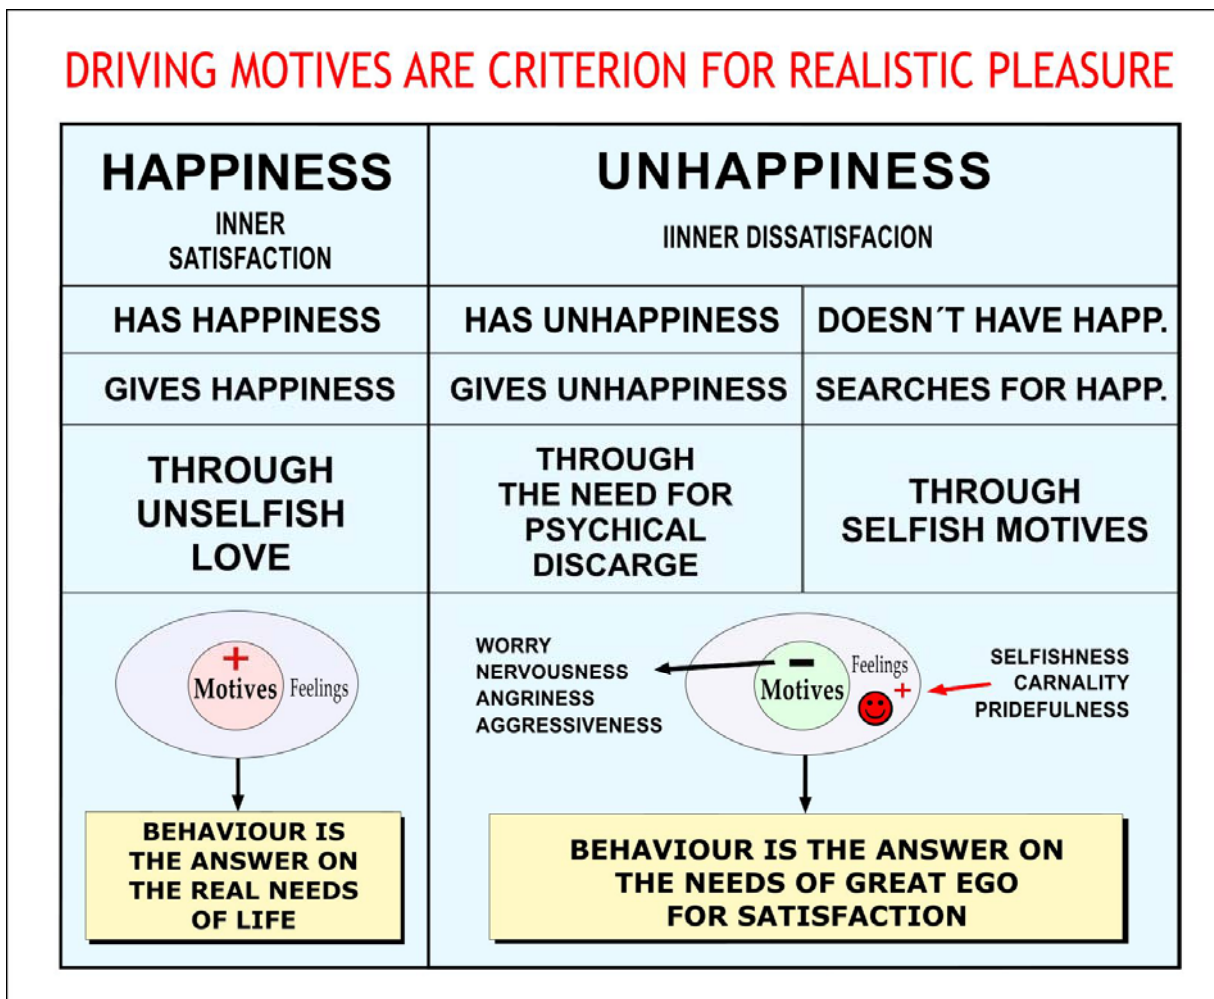 DRIVING MOTIVES ARE CRITERION FOR REALISTIC PLEASURE
HAPPINESS
INNER
SATISFACTION
UNHAPPINESS
IINNER DISSATISFACION
HAS HAPPINESS
HAS UNHAPPINESS
DOESN´T HAVE HAPP.
GIVES HAPPINESS
GIVES UNHAPPINESS
SEARCHES FOR HAPP.
THROUGH
UNSELFISH
LOVE
THROUGH
THE NEED FOR
PSYCHICAL
DISCARGE
THROUGH
SELFISH MOTIVES
+
Motives
Feelings
WORRY
NERVOUSNESS
ANGRINESS
AGGRESSIVENESS
-
Motives
Feelings
+
SELFISHNESS
CARNALITY
PRIDEFULNESS
BEHAVIOUR IS
THE ANSWER ON
THE REAL NEEDS
OF LIFE
BEHAVIOUR IS THE ANSWER ON
THE NEEDS OF GREAT EGO
FOR SATISFACTION